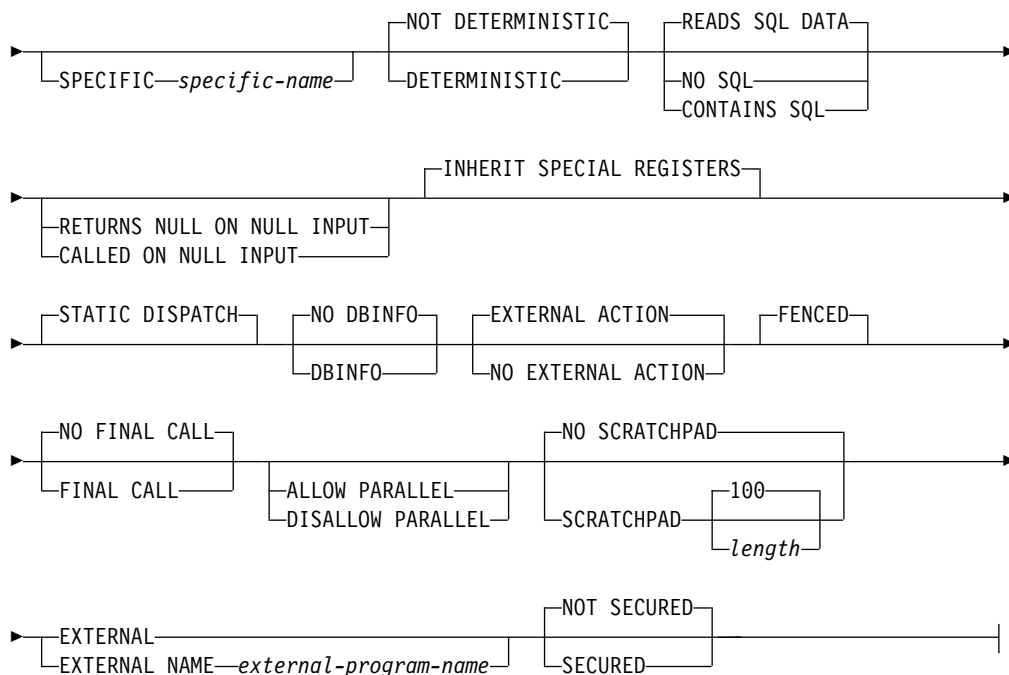 NOT DETERMINISTIC READS SQL DATA
SPECIFIC specific-name DETERMINISTIC NO SQL
CONTAINS SQL
INHERIT SPECIAL REGISTERS
RETURNS NULL ON NULL INPUT
CALLED ON NULL INPUT
STATIC DISPATCH NO DBINFO EXTERNAL ACTION FENCED
DBINFO NO EXTERNAL ACTION
NO FINAL CALL NO SCRATCHPAD
FINAL CALL ALLOW PARALLEL 100
DISALLOW PARALLEL SCRATCHPAD
length
NOT SECURED
EXTERNAL
EXTERNAL NAME external-program-name SECURED